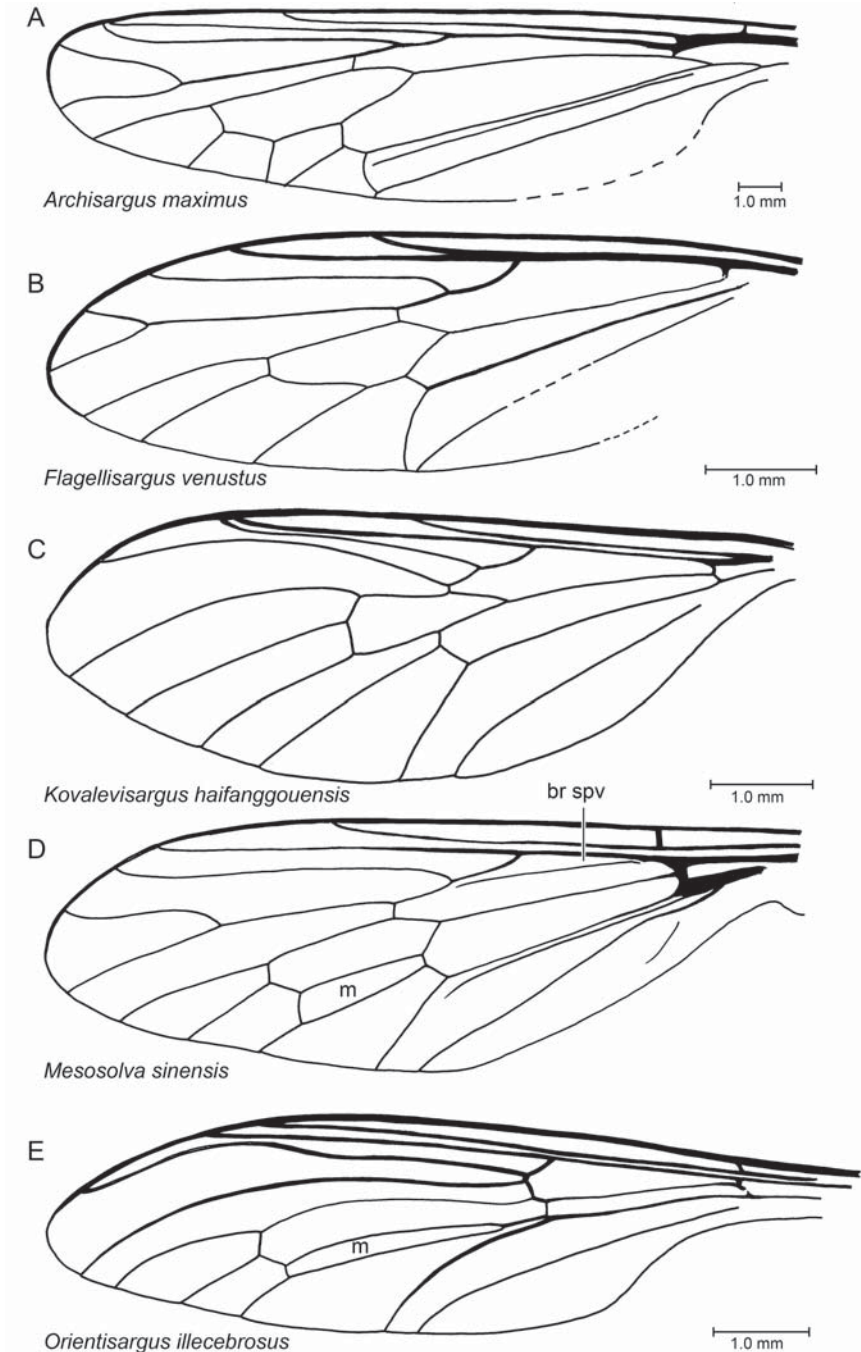 A
1.0 mm
Archisargus maximus
B
Flagellisargus venustus
1.0 mm
C
Kovalevisargus haifanggouensis
1.0 mm
br spv
D
m
Mesosolva sinensis
E
m
1.0 mm
Orientisargus illecebrosus